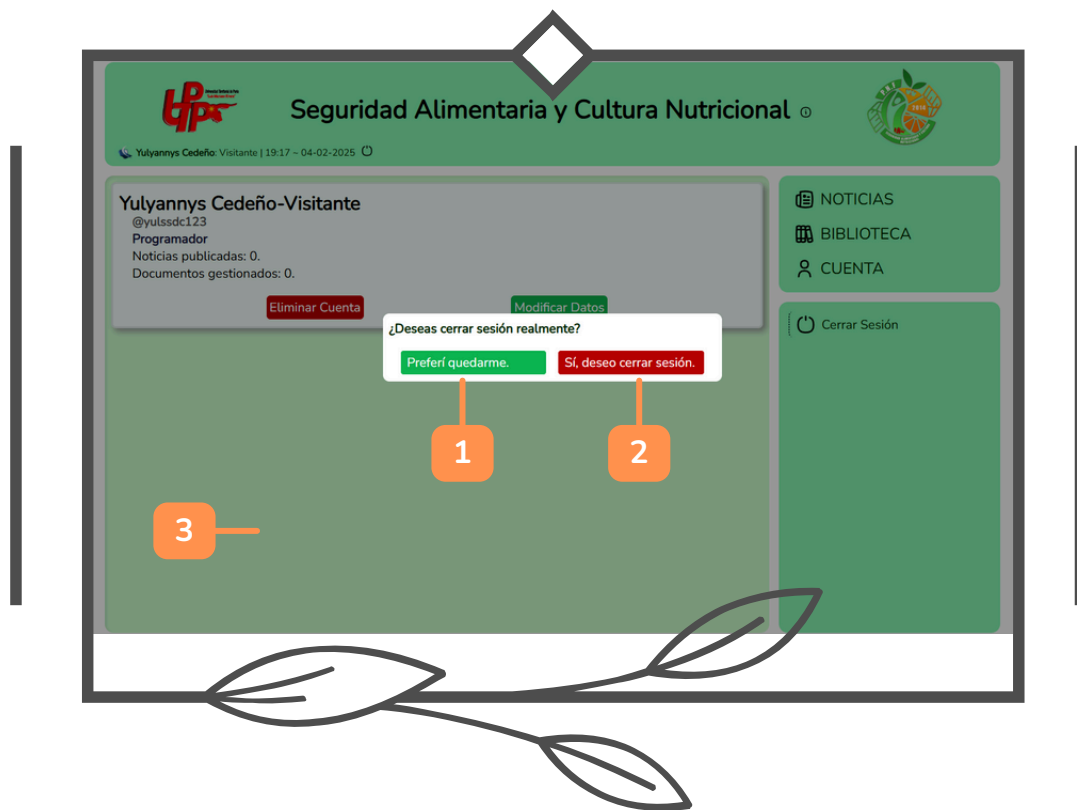 Seguridad Alimentaria y Cultura Nutricional
Yulyannys Cedeño: Visitante | 19:17 ~ 04-02-2025
Yulyannys Cedeño-Visitante
@yulssdc123
Programador
Noticias publicadas: 0.
Documentos gestionados: 0.
Eliminar Cuenta
Modificar Datos
¿Deseas cerrar sesión realmente?
Preferí quedarme.
Sí, deseo cerrar sesión.
1
2
3
NOTICIAS
BIBLIOTECA
CUENTA
Cerrar Sesión